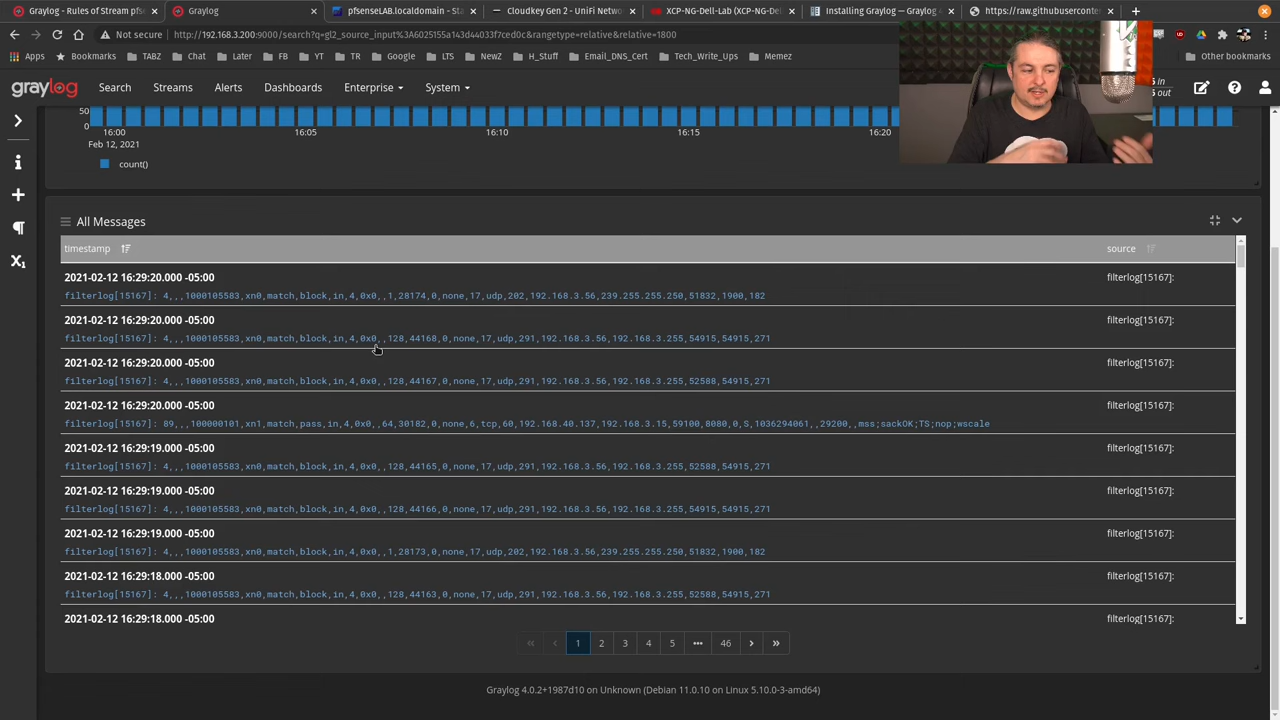 Graylog - Rules of Stream pfs
Graylog
pfsenseLAB.localdomain - Sta
Cloudkey Gen 2 - UniFi Netwo
XCP-NG-Dell-Lab (XCP-NG-De
Installing Graylog — Graylog
https://raw.githubuserconte
Not secure
http://192.168.3.200:9000/search?q=gl2_source_input%3A6025155a143d44033f7ced0c&rangetype=relative&relative=1800
Apps
Bookmarks
TABZ
Chat
Later
FB
YT
TR
Google
LTS
NewZ
H_Stuff
Email_DNS_Cert
Tech_Write_Ups
Memez
Other bookmarks
graylog
Search
Streams
Alerts
Dashboards
Enterprise
System
in
out
50
0
16:00
16:05
16:10
16:15
16:20
Feb 12, 2021
count()
All Messages
timestamp
source
2021-02-12 16:29:20.000 -05:00
filterlog[15167]:
filterlog[15167]: 4,,,1000105583,xn0,match,block,in,4,0x0,,1,28174,0,none,17,udp,202,192.168.3.56,239.255.255.250,51832,1900,182
2021-02-12 16:29:20.000 -05:00
filterlog[15167]:
filterlog[15167]: 4,,,1000105583,xn0,match,block,in,4,0x0,,128,44168,0,none,17,udp,291,192.168.3.56,192.168.3.255,54915,54915,271
2021-02-12 16:29:20.000 -05:00
filterlog[15167]:
filterlog[15167]: 4,,,1000105583,xn0,match,block,in,4,0x0,,128,44167,0,none,17,udp,291,192.168.3.56,192.168.3.255,52588,54915,271
2021-02-12 16:29:20.000 -05:00
filterlog[15167]:
filterlog[15167]: 89,,,100000101,xn1,match,pass,in,4,0x0,,64,30182,0,none,6,tcp,60,192.168.40.137,192.168.3.15,59100,8080,0,S,1036294061,,29200,,mss;sackOK;TS;nop;wscale
2021-02-12 16:29:19.000 -05:00
filterlog[15167]:
filterlog[15167]: 4,,,1000105583,xn0,match,block,in,4,0x0,,128,44165,0,none,17,udp,291,192.168.3.56,192.168.3.255,52588,54915,271
2021-02-12 16:29:19.000 -05:00
filterlog[15167]:
filterlog[15167]: 4,,,1000105583,xn0,match,block,in,4,0x0,,128,44166,0,none,17,udp,291,192.168.3.56,192.168.3.255,54915,54915,271
2021-02-12 16:29:19.000 -05:00
filterlog[15167]:
filterlog[15167]: 4,,,1000105583,xn0,match,block,in,4,0x0,,1,28173,0,none,17,udp,202,192.168.3.56,239.255.255.250,51832,1900,182
2021-02-12 16:29:18.000 -05:00
filterlog[15167]:
filterlog[15167]: 4,,,1000105583,xn0,match,block,in,4,0x0,,128,44163,0,none,17,udp,291,192.168.3.56,192.168.3.255,52588,54915,271
2021-02-12 16:29:18.000 -05:00
filterlog[15167]:
« ‹ 1 2 3 4 5 ••• 46 › »
Graylog 4.0.2+1987d10 on Unknown (Debian 11.0.10 on Linux 5.10.0-3-amd64)